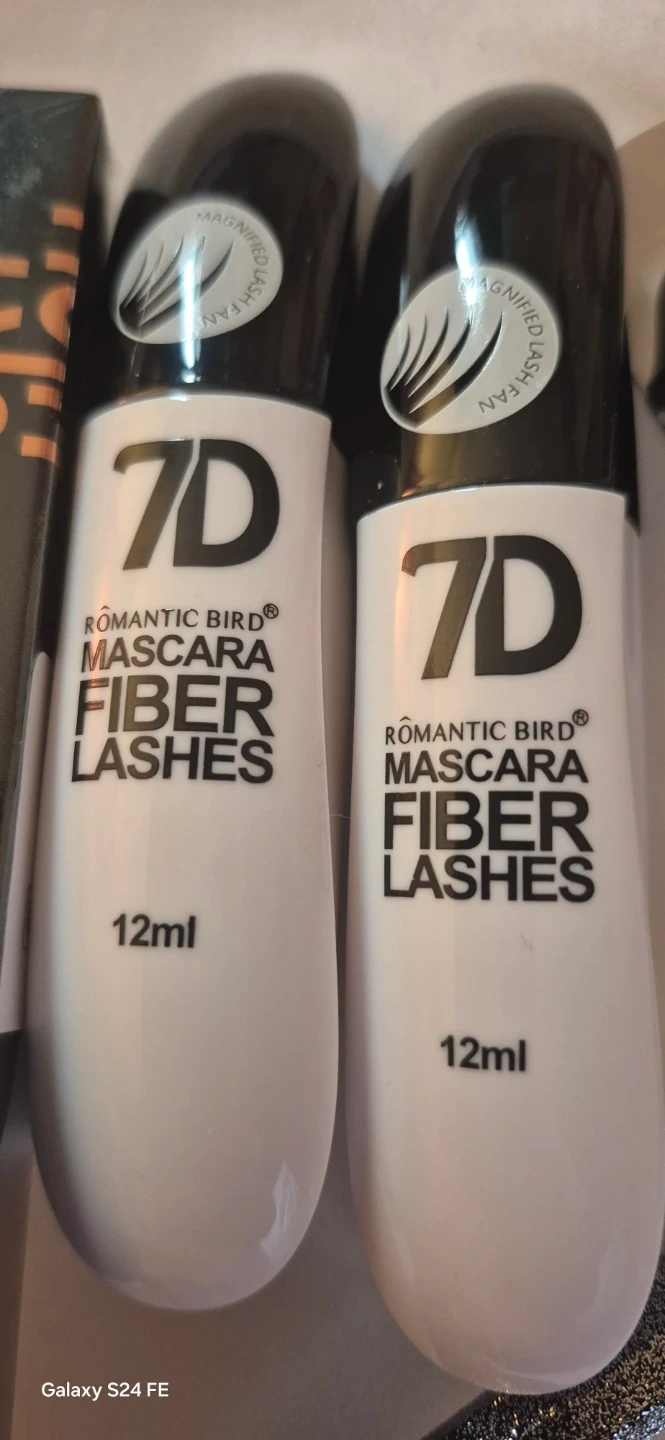 MAGNIFIED LASH FAN
7D
RÔMANTIC BIRD®
MASCARA
FIBER
LASHES
12ml
MAGNIFIED LASH FAN
7D
RÔMANTIC BIRD®
MASCARA
FIBER
LASHES
12ml
Galaxy S24 FE